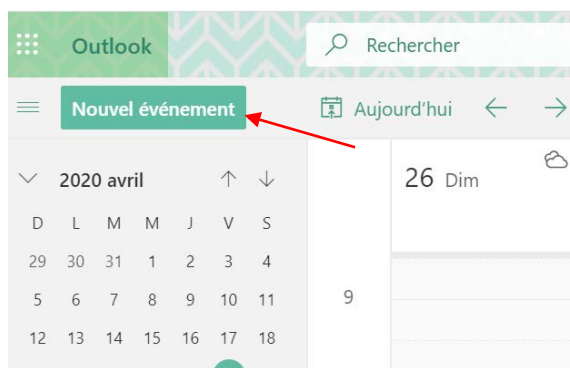 Outlook
Rechercher
Nouvel événement
Aujourd'hui
2020 avril
26 Dim
D L M M J V S
29 30 31 1 2 3 4
5 6 7 8 9 10 11
9
12 13 14 15 16 17 18